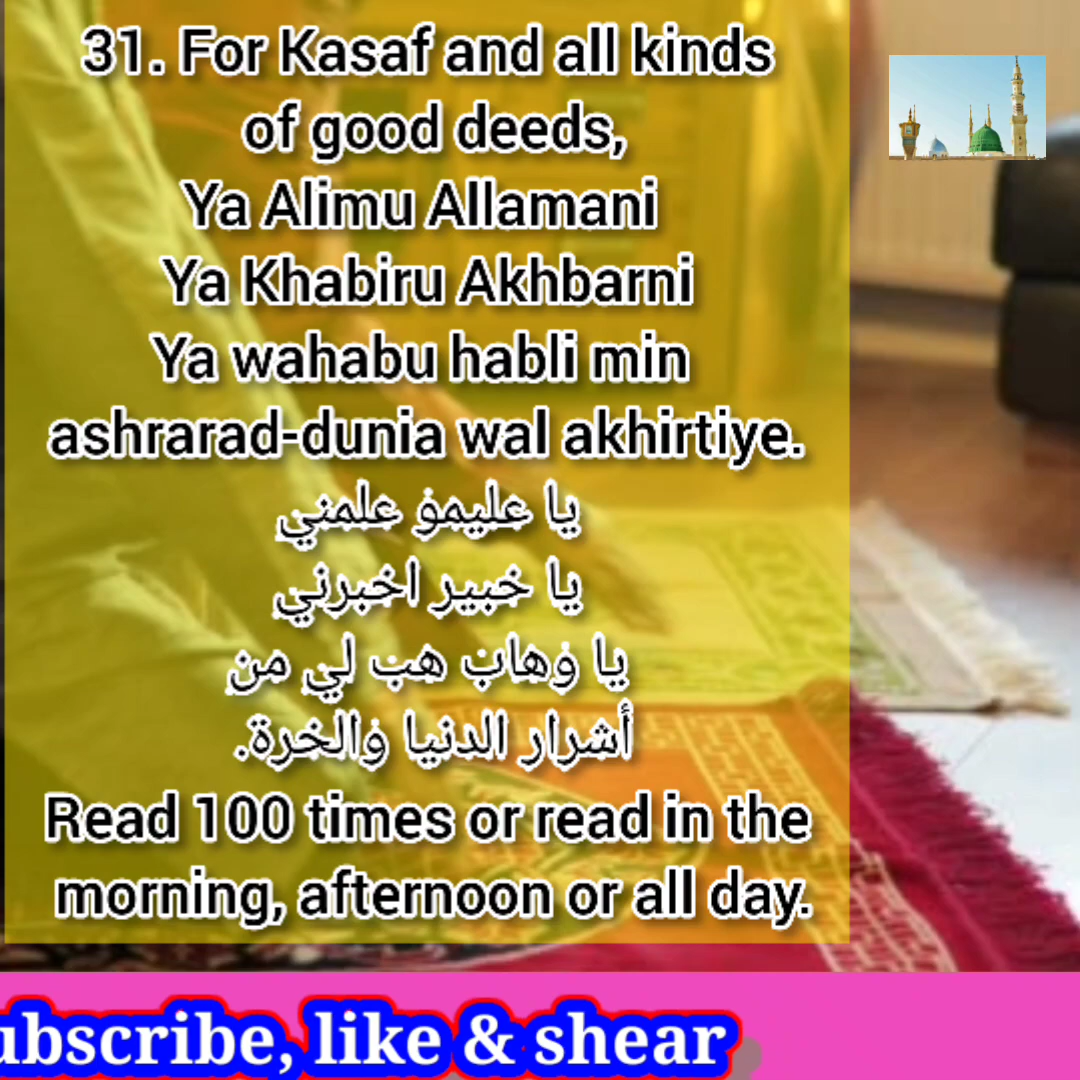 31. For Kasaf and all kinds
of good deeds,
Ya Alimu Allamani
Ya Khabiru Akhbarni
Ya wahabu habli min
ashrarad-dunia wal akhirtiye.
يا عليمو علمني
يا خبير اخبرني
يا وهاب هب لي من
أشرار الدنيا والخرة.
Read 100 times or read in the
morning, afternoon or all day.
ubscribe, like & shear